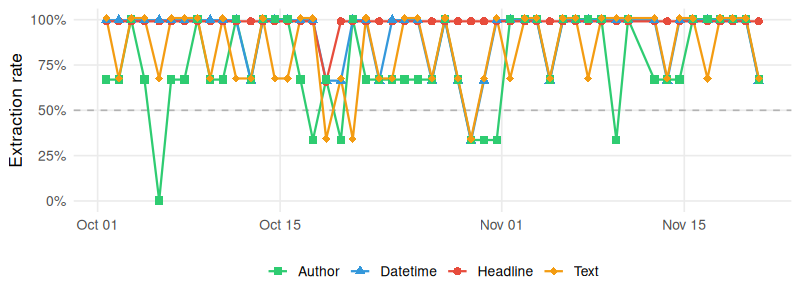 Extraction rate
100%
75%
50%
25%
0%
Oct 01 Oct 15 Nov 01 Nov 15
Author Datetime Headline Text